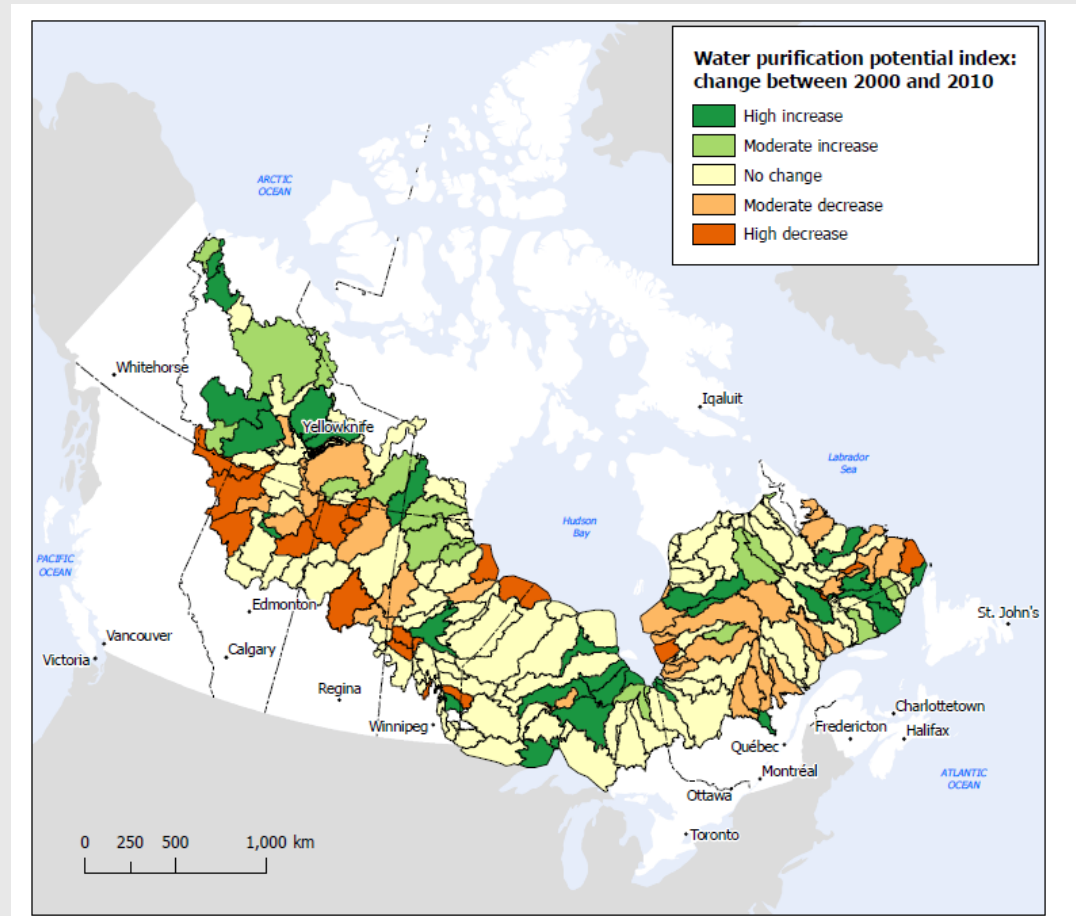 Water purification potential index:
change between 2000 and 2010
High increase
Moderate increase
No change
Moderate decrease
High decrease
ARCTIC
OCEAN
Whitehorse
Iqaluit
Yellowknife
Labrador
Sea
Hudson
Bay
PACIFIC
OCEAN
Edmonton
St. John's
Vancouver
Calgary
Victoria
Regina
Charlottetown
Winnipeg
Fredericton
Halifax
Québec
Montréal
ATLANTIC
OCEAN
Ottawa
Toronto
0 250 500 1,000 km